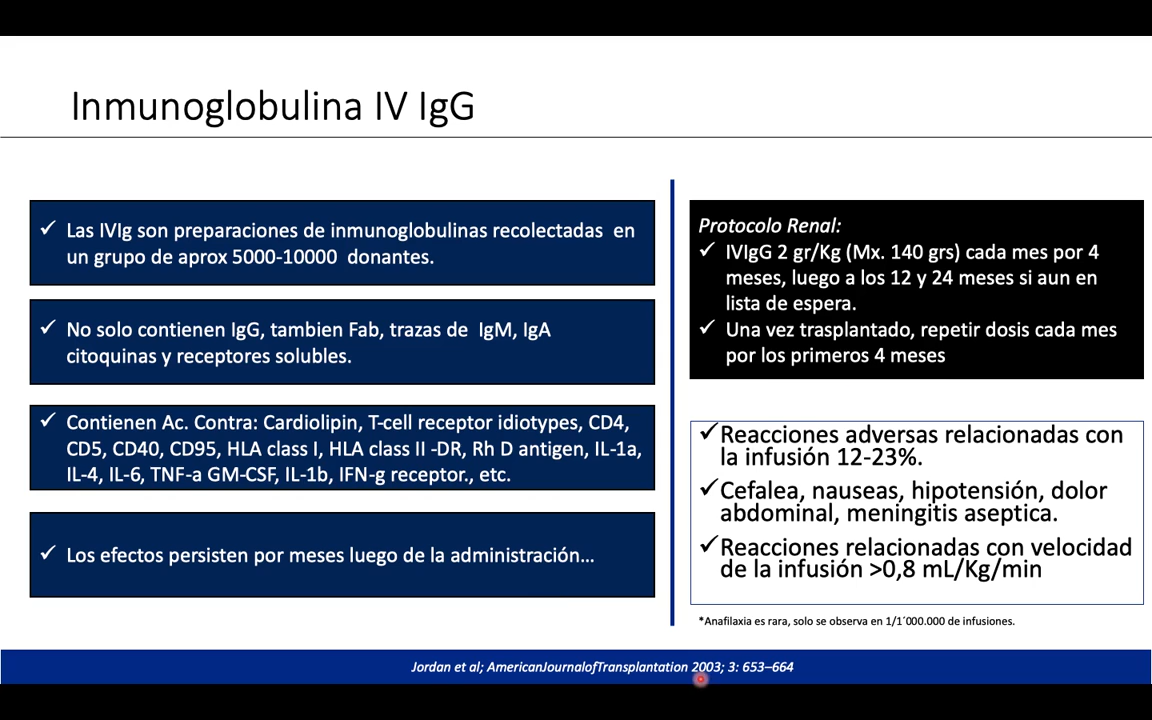 Inmunoglobulina IV IgG
✓ Las IVIg son preparaciones de inmunoglobulinas recolectadas en
un grupo de aprox 5000-10000 donantes.
✓ No solo contienen IgG, tambien Fab, trazas de IgM, IgA
citoquinas y receptores solubles.
✓ Contienen Ac. Contra: Cardiolipin, T-cell receptor idiotypes, CD4,
CD5, CD40, CD95, HLA class I, HLA class II -DR, Rh D antigen, IL-1a,
IL-4, IL-6, TNF-a GM-CSF, IL-1b, IFN-g receptor., etc.
✓ Los efectos persisten por meses luego de la administración...
Protocolo Renal:
✓ IVIgG 2 gr/Kg (Mx. 140 grs) cada mes por 4
meses, luego a los 12 y 24 meses si aun en
lista de espera.
✓ Una vez trasplantado, repetir dosis cada mes
por los primeros 4 meses
✓Reacciones adversas relacionadas con
la infusión 12-23%.
✓Cefalea, nauseas, hipotensión, dolor
abdominal, meningitis aseptica.
✓Reacciones relacionadas con velocidad
de la infusión >0,8 mL/Kg/min
*Anafilaxia es rara, solo se observa en 1/1´000.000 de infusiones.
Jordan et al; AmericanJournalofTransplantation 2003; 3: 653–664